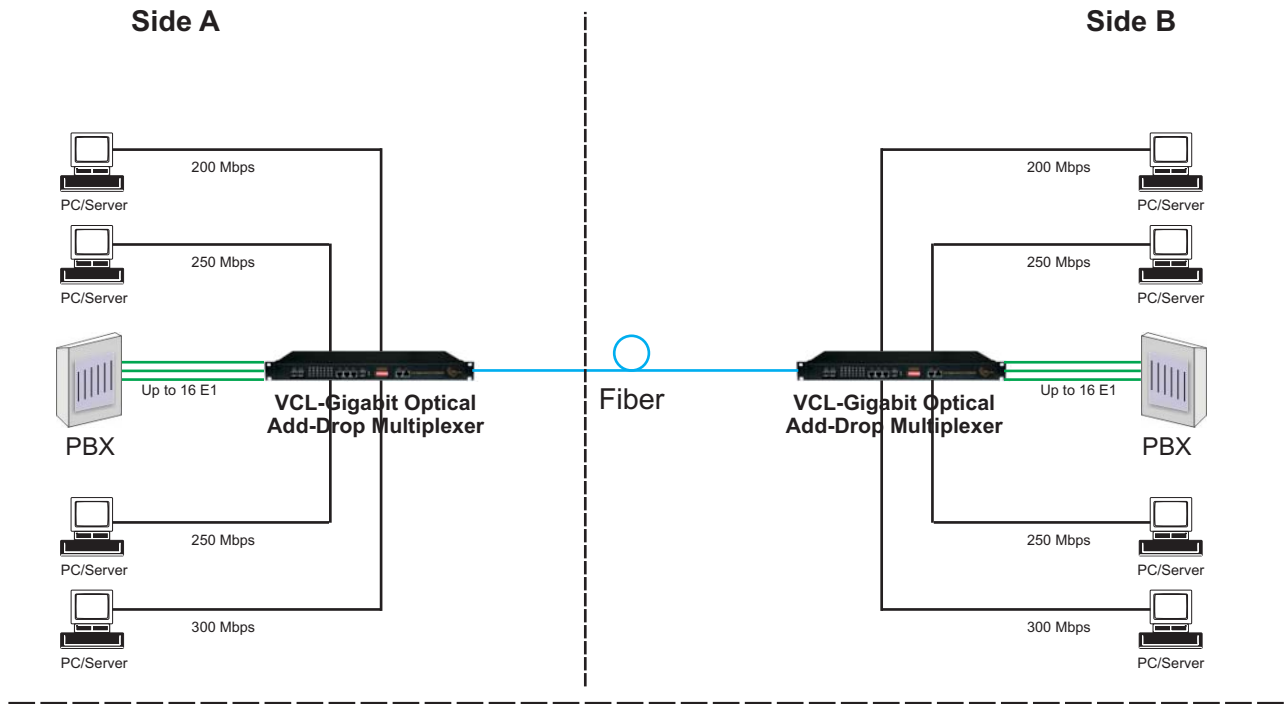 Side A
Side B
200 Mbps
PC/Server
250 Mbps
PC/Server
Up to 16 E1
PBX
VCL-Gigabit Optical
Add-Drop Multiplexer
250 Mbps
PC/Server
300 Mbps
PC/Server
Fiber
200 Mbps
PC/Server
250 Mbps
PC/Server
VCL-Gigabit Optical
Add-Drop Multiplexer
Up to 16 E1
PBX
250 Mbps
PC/Server
300 Mbps
PC/Server